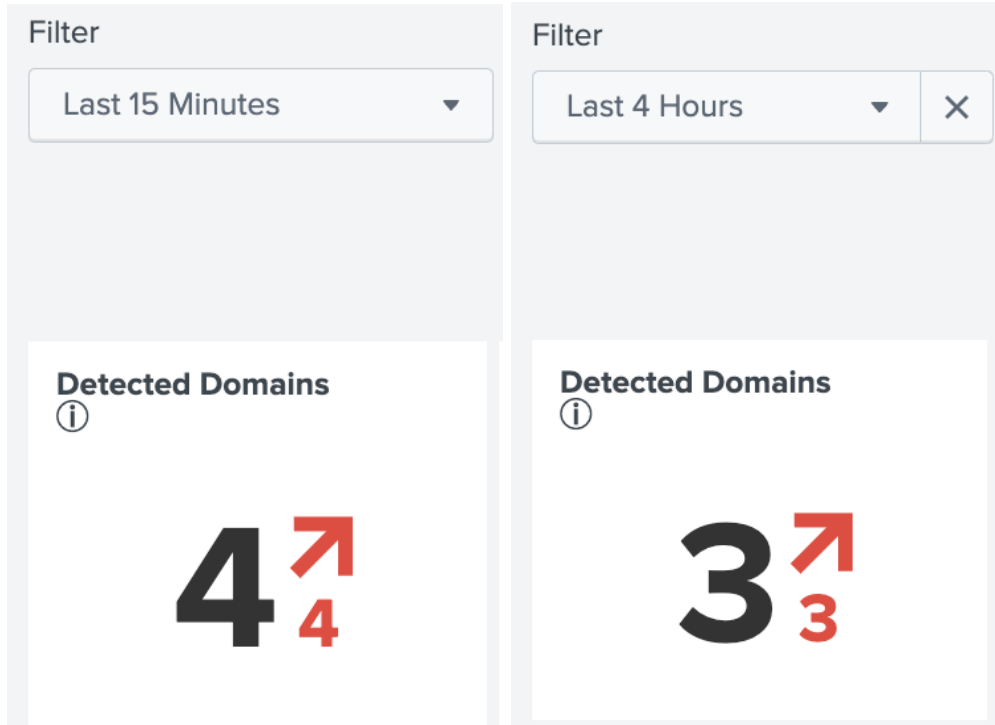 Filter
Last 15 Minutes
Detected Domains
i
4
4
Filter
Last 4 Hours
Detected Domains
i
3
3